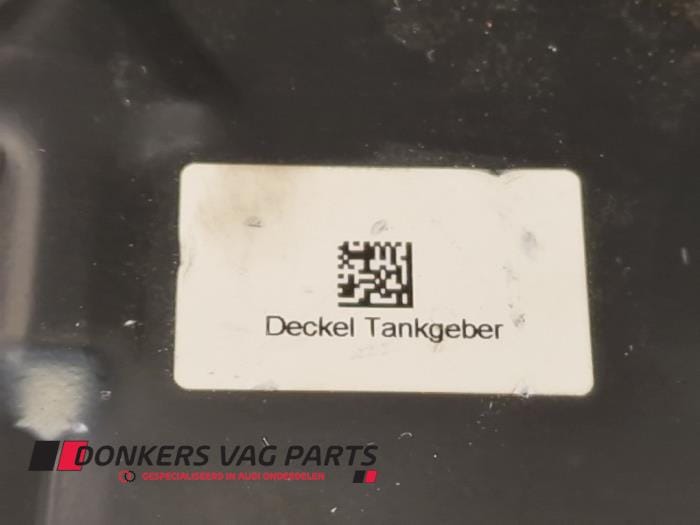 Deckel Tankgeber
DONKERS VAG PARTS
GESPECIALISEERD IN AUDI ONDERDELEN